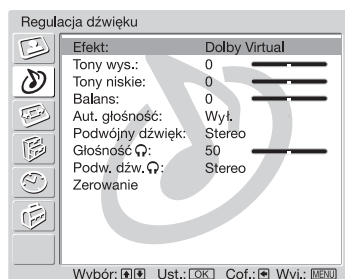 Regulacja dźwięku
Efekt: Dolby Virtual
Tony wys.: 0
Tony niskie: 0
Balans: 0
Aut. głośność: Wył.
Podwójny dźwięk: Stereo
Głośność: 50
Podw. dźw.: Stereo
Zerowanie
Wybór: Ust.: OK Cof.: Wyj.: MENU